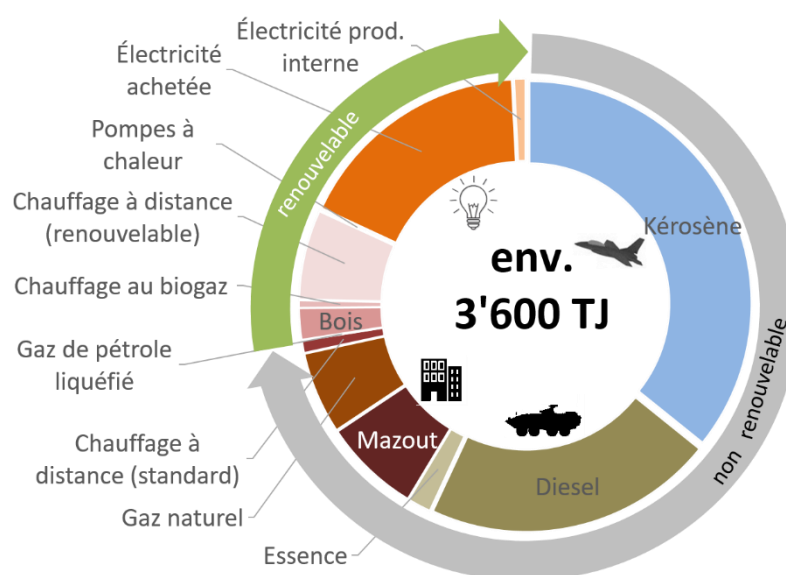 Électricité prod.
interne
Électricité
achetée
Pompes à
chaleur
Chauffage à distance
(renouvelable)
Chauffage au biogaz
Bois
Gaz de pétrole
liquéfié
Chauffage à
distance (standard)
Gaz naturel
Mazout
Essence
Diesel
Kérosène
renouvelable
non renouvelable
env.
3'600 TJ